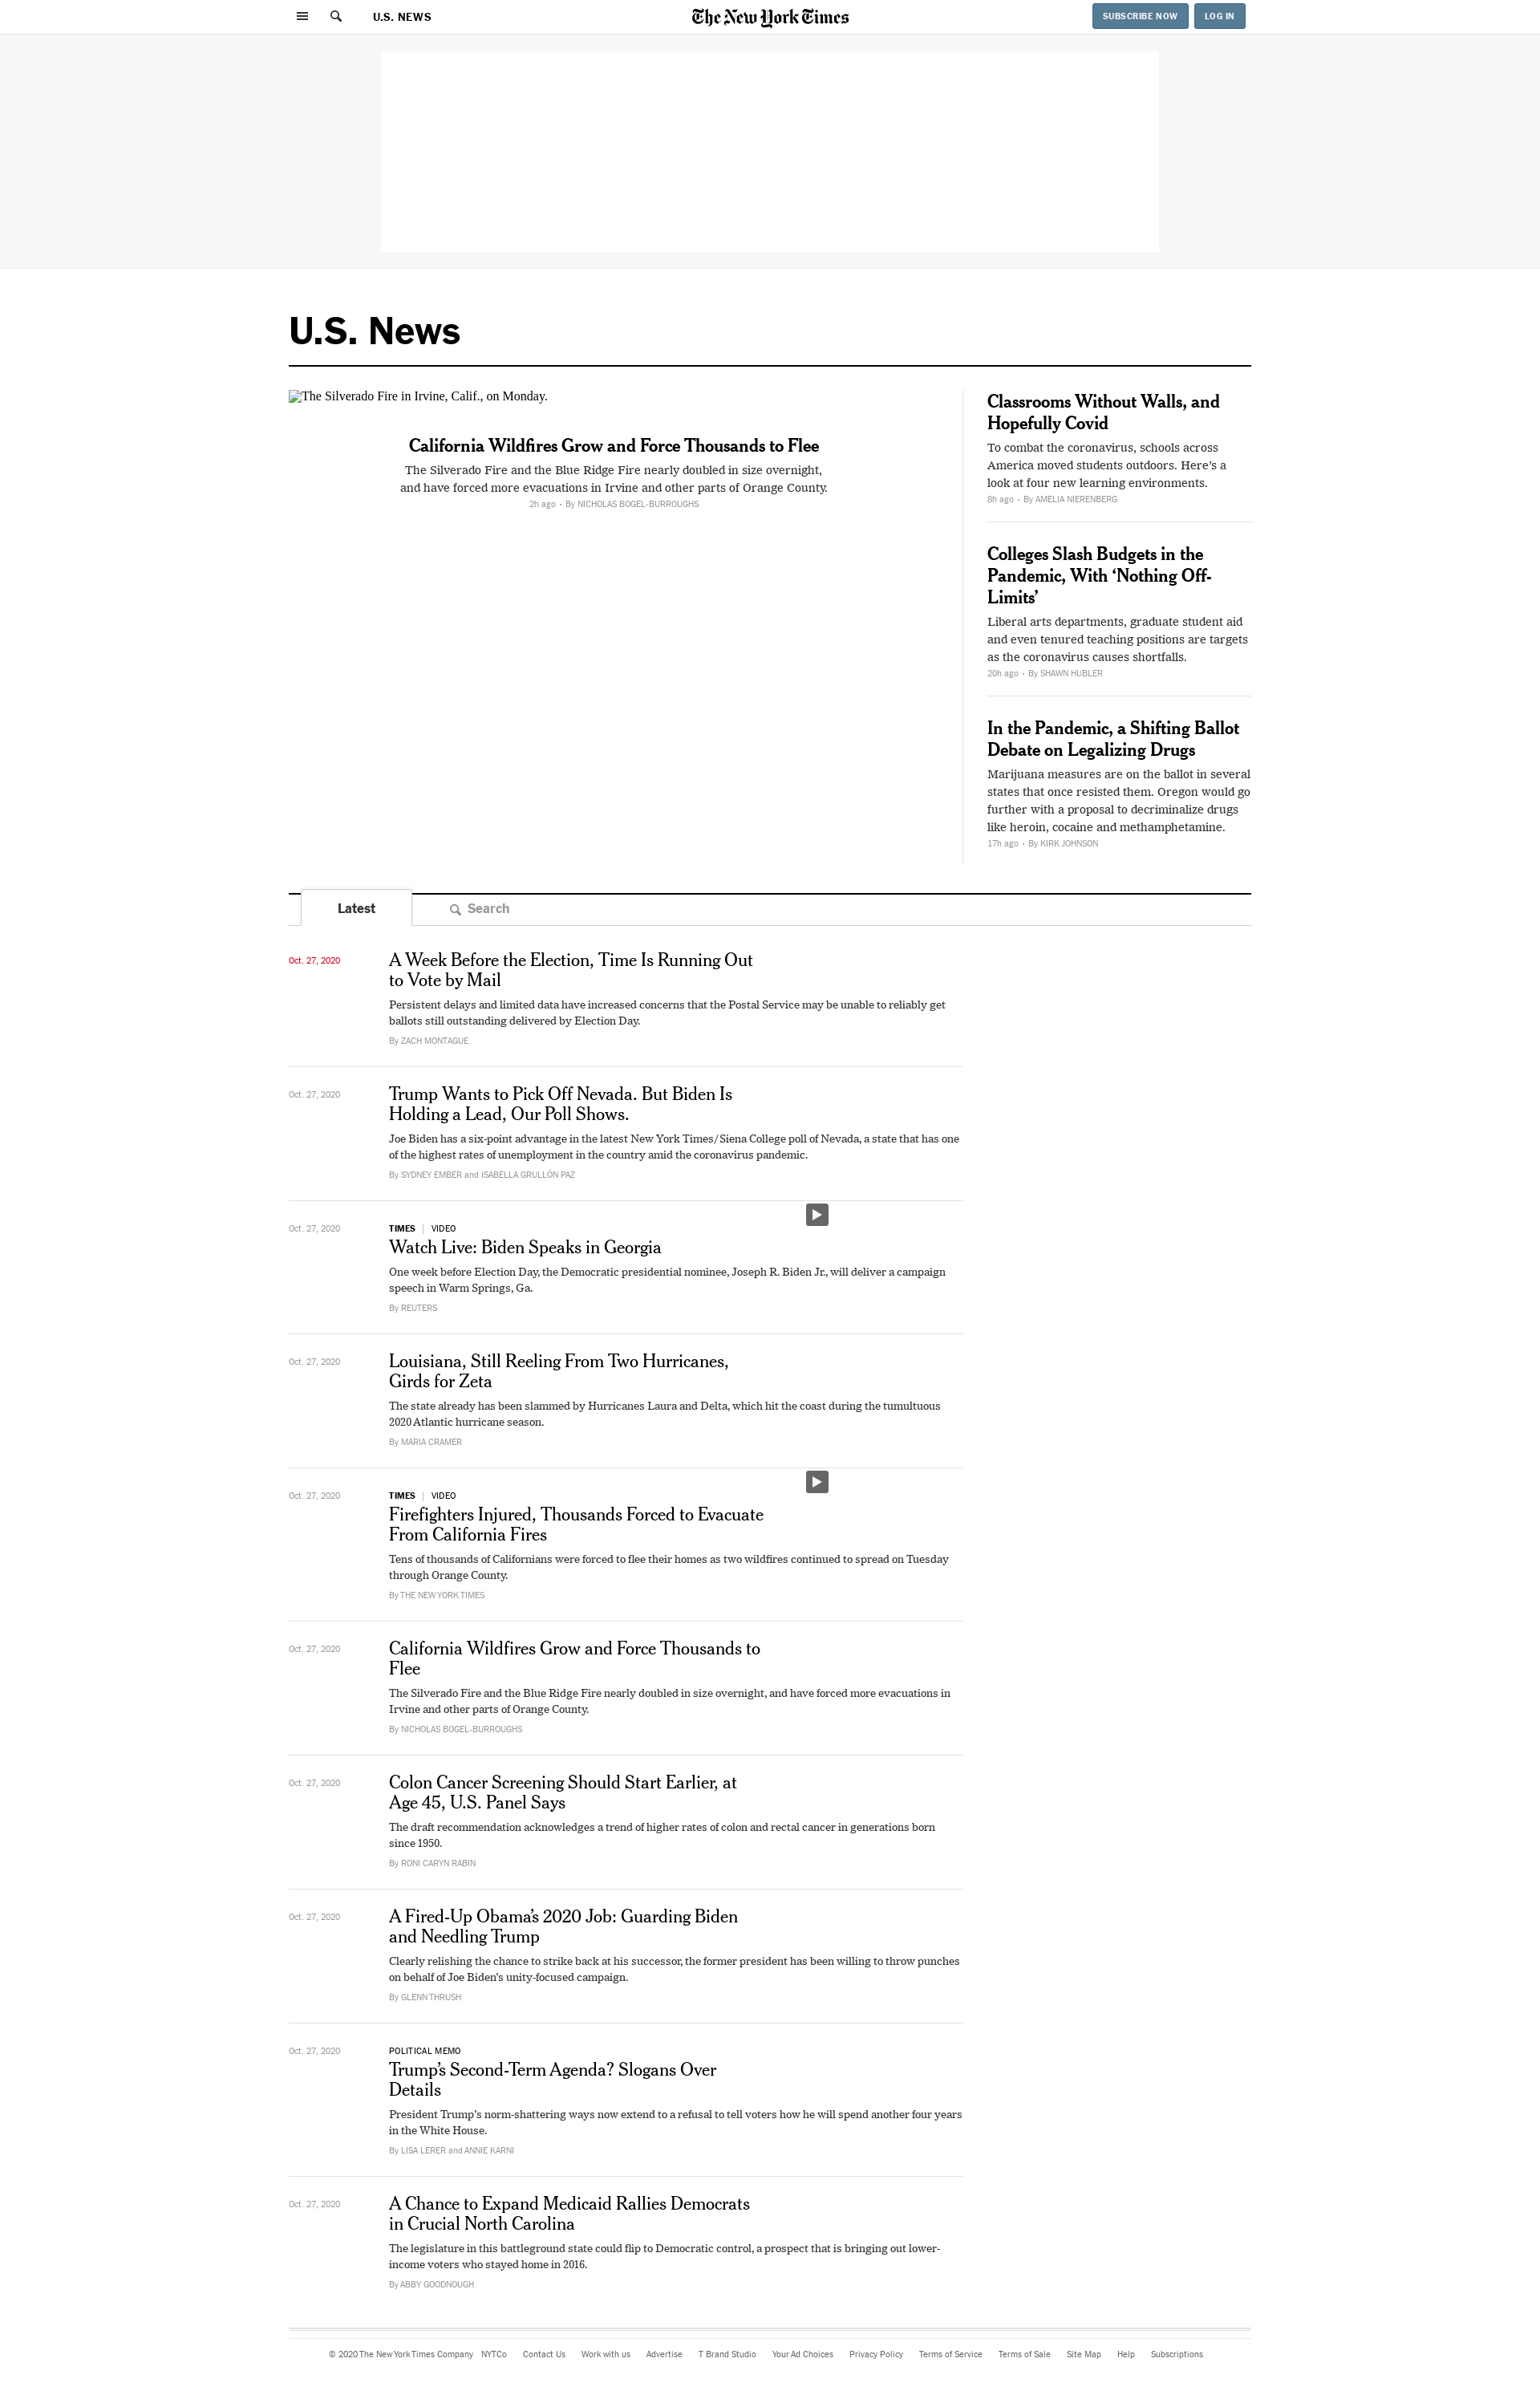 U.S. NEWS
The New York Times
SUBSCRIBE NOW
LOG IN
U.S. News
The Silverado Fire in Irvine, Calif., on Monday.
California Wildfires Grow and Force Thousands to Flee
The Silverado Fire and the Blue Ridge Fire nearly doubled in size overnight,
and have forced more evacuations in Irvine and other parts of Orange County.
2h ago · By NICHOLAS BOGEL-BURROUGHS
Classrooms Without Walls, and
Hopefully Covid
To combat the coronavirus, schools across
America moved students outdoors. Here’s a
look at four new learning environments.
8h ago · By AMELIA NIERENBERG
Colleges Slash Budgets in the
Pandemic, With ‘Nothing Off-
Limits’
Liberal arts departments, graduate student aid
and even tenured teaching positions are targets
as the coronavirus causes shortfalls.
20h ago · By SHAWN HUBLER
In the Pandemic, a Shifting Ballot
Debate on Legalizing Drugs
Marijuana measures are on the ballot in several
states that once resisted them. Oregon would go
further with a proposal to decriminalize drugs
like heroin, cocaine and methamphetamine.
17h ago · By KIRK JOHNSON
Latest
Search
Oct. 27, 2020
A Week Before the Election, Time Is Running Out
to Vote by Mail
Persistent delays and limited data have increased concerns that the Postal Service may be unable to reliably get
ballots still outstanding delivered by Election Day.
By ZACH MONTAGUE
Oct. 27, 2020
Trump Wants to Pick Off Nevada. But Biden Is
Holding a Lead, Our Poll Shows.
Joe Biden has a six-point advantage in the latest New York Times/Siena College poll of Nevada, a state that has one
of the highest rates of unemployment in the country amid the coronavirus pandemic.
By SYDNEY EMBER and ISABELLA GRULLÓN PAZ
Oct. 27, 2020
TIMES | VIDEO
Watch Live: Biden Speaks in Georgia
One week before Election Day, the Democratic presidential nominee, Joseph R. Biden Jr., will deliver a campaign
speech in Warm Springs, Ga.
By REUTERS
Oct. 27, 2020
Louisiana, Still Reeling From Two Hurricanes,
Girds for Zeta
The state already has been slammed by Hurricanes Laura and Delta, which hit the coast during the tumultuous
2020 Atlantic hurricane season.
By MARIA CRAMER
Oct. 27, 2020
TIMES | VIDEO
Firefighters Injured, Thousands Forced to Evacuate
From California Fires
Tens of thousands of Californians were forced to flee their homes as two wildfires continued to spread on Tuesday
through Orange County.
By THE NEW YORK TIMES
Oct. 27, 2020
California Wildfires Grow and Force Thousands to
Flee
The Silverado Fire and the Blue Ridge Fire nearly doubled in size overnight, and have forced more evacuations in
Irvine and other parts of Orange County.
By NICHOLAS BOGEL-BURROUGHS
Oct. 27, 2020
Colon Cancer Screening Should Start Earlier, at
Age 45, U.S. Panel Says
The draft recommendation acknowledges a trend of higher rates of colon and rectal cancer in generations born
since 1950.
By RONI CARYN RABIN
Oct. 27, 2020
A Fired-Up Obama’s 2020 Job: Guarding Biden
and Needling Trump
Clearly relishing the chance to strike back at his successor, the former president has been willing to throw punches
on behalf of Joe Biden’s unity-focused campaign.
By GLENN THRUSH
Oct. 27, 2020
POLITICAL MEMO
Trump’s Second-Term Agenda? Slogans Over
Details
President Trump’s norm-shattering ways now extend to a refusal to tell voters how he will spend another four years
in the White House.
By LISA LERER and ANNIE KARNI
Oct. 27, 2020
A Chance to Expand Medicaid Rallies Democrats
in Crucial North Carolina
The legislature in this battleground state could flip to Democratic control, a prospect that is bringing out lower-
income voters who stayed home in 2016.
By ABBY GOODNOUGH
© 2020 The New York Times Company NYTCo Contact Us Work with us Advertise T Brand Studio Your Ad Choices Privacy Policy Terms of Service Terms of Sale Site Map Help Subscriptions